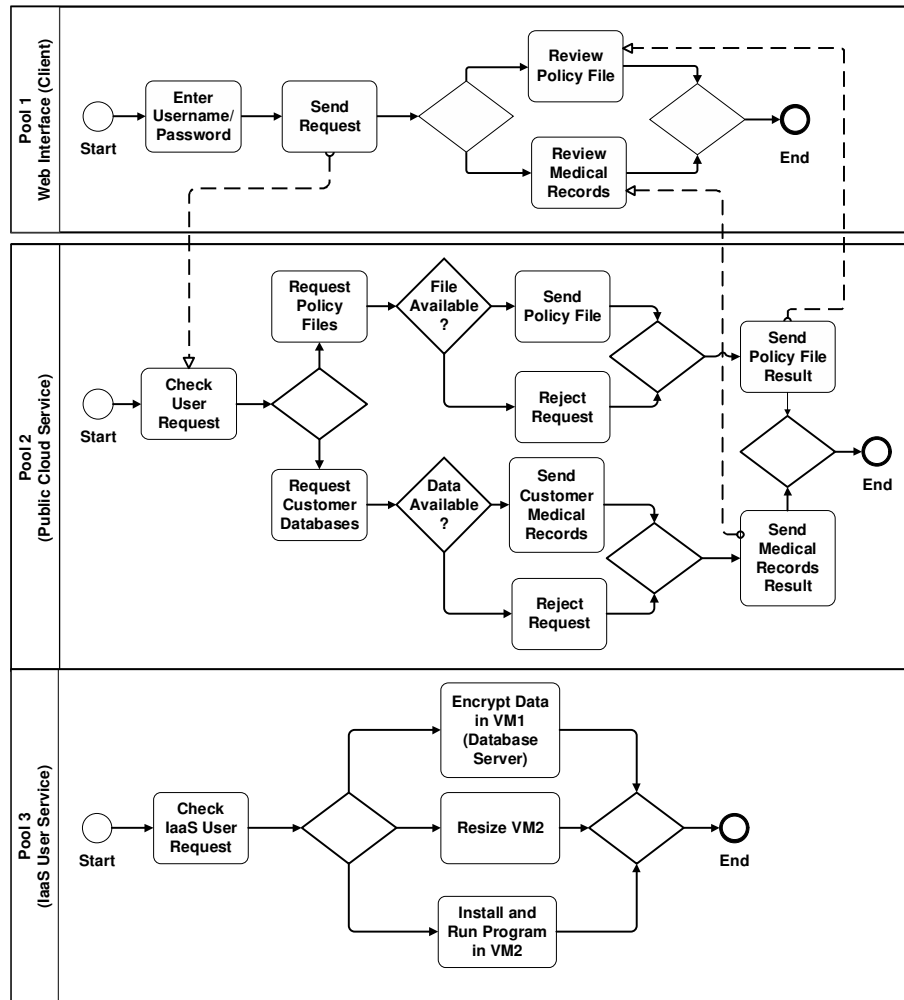 Pool 1
Web Interface (Client)
Start
Enter
Username/
Password
Send
Request
Review
Policy File
Review
Medical
Records
End
Pool 2
(Public Cloud Service)
Start
Check
User
Request
Request
Policy
Files
File
Available
?
Send
Policy File
Reject
Request
Send
Policy File
Result
Request
Customer
Databases
Data
Available
?
Send
Customer
Medical
Records
Reject
Request
Send
Medical
Records
Result
End
Pool 3
(IaaS User Service)
Start
Check
IaaS User
Request
Encrypt Data
in VM1
(Database
Server)
Resize VM2
Install and
Run Program
in VM2
End